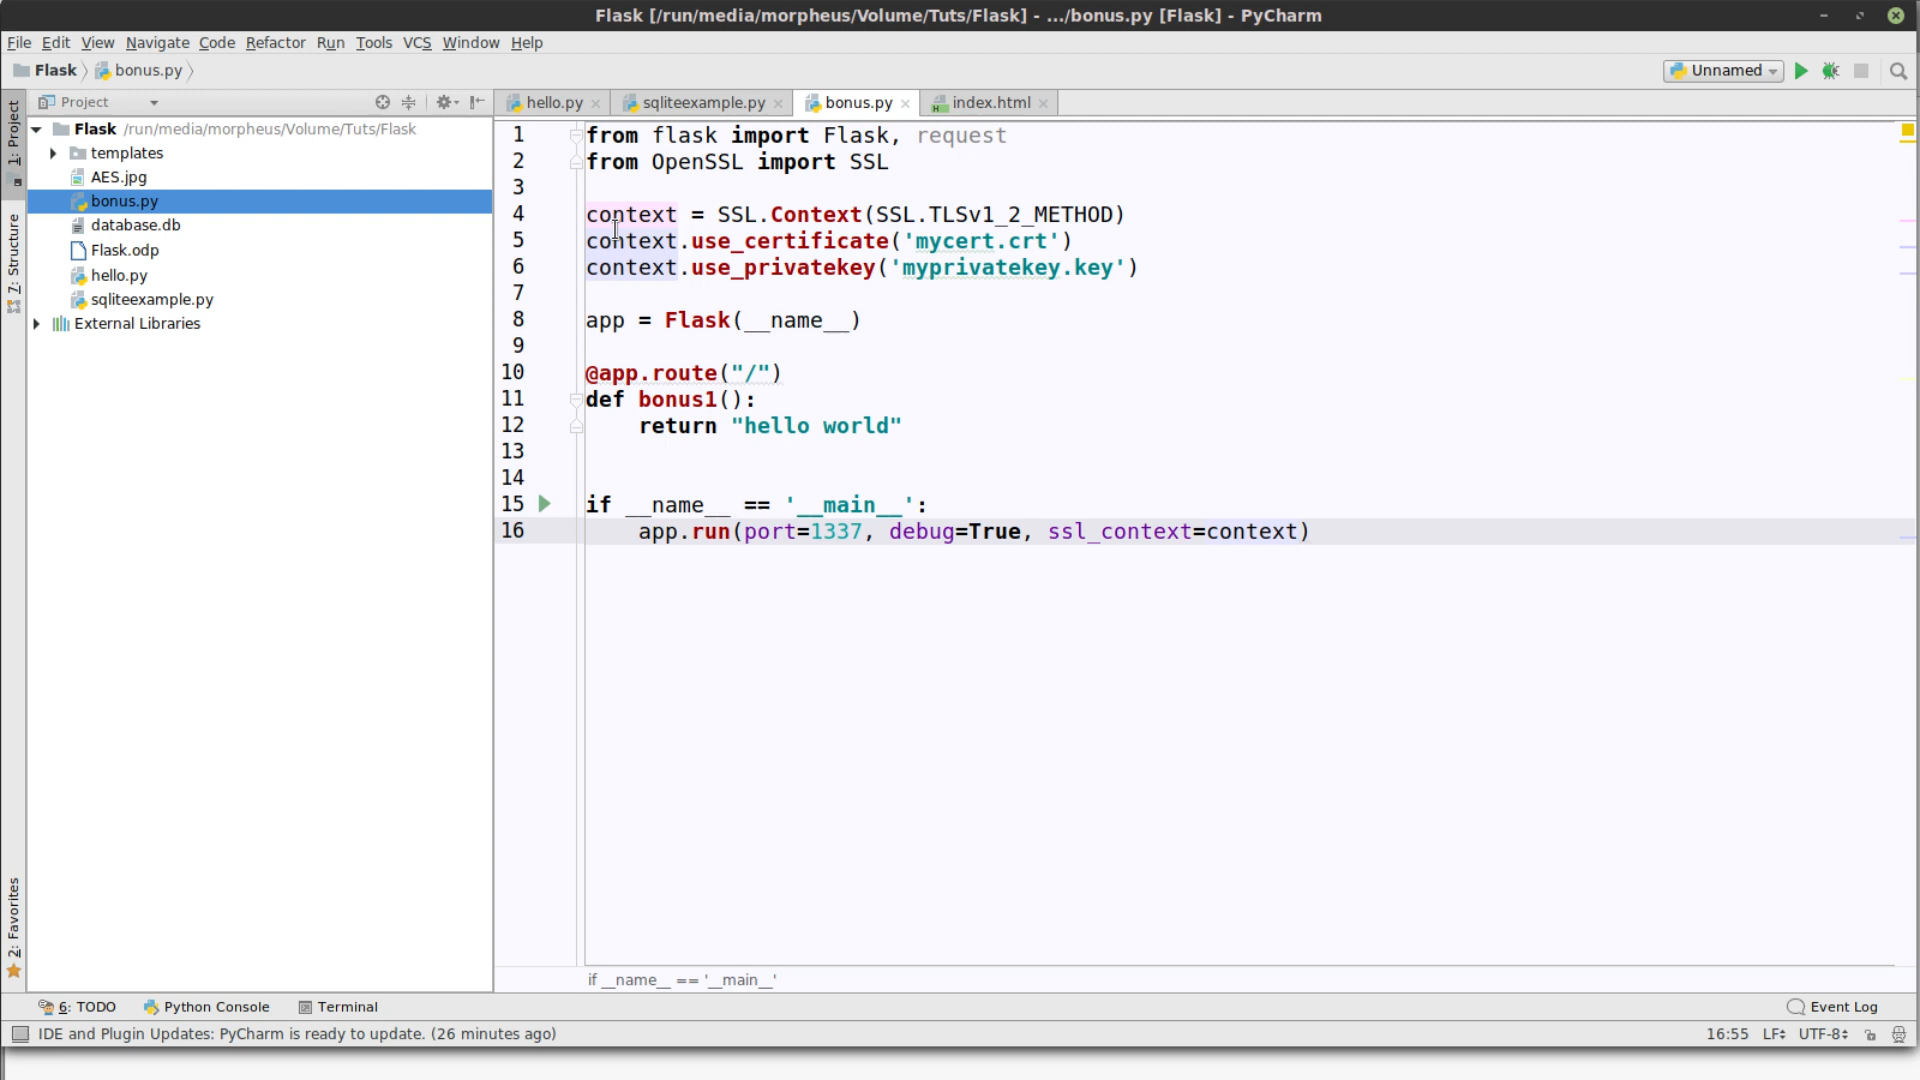 Flask [/run/media/morpheus/Volume/Tuts/Flask] - .../bonus.py [Flask] - PyCharm
File Edit View Navigate Code Refactor Run Tools VCS Window Help
Flask bonus.py Unnamed
Project hello.py sqliteexample.py bonus.py index.html
1: Project
7: Structure
2: Favorites
Flask /run/media/morpheus/Volume/Tuts/Flask
templates
AES.jpg
bonus.py
database.db
Flask.odp
hello.py
sqliteexample.py
External Libraries
1 from flask import Flask, request
2 from OpenSSL import SSL
3
4 context = SSL.Context(SSL.TLSv1_2_METHOD)
5 context.use_certificate('mycert.crt')
6 context.use_privatekey('myprivatekey.key')
7
8 app = Flask(__name__)
9
10 @app.route("/")
11 def bonus1():
12 return "hello world"
13
14
15 if __name__ == '__main__':
16 app.run(port=1337, debug=True, ssl_context=context)
if __name__ == '__main__'
6: TODO Python Console Terminal Event Log
IDE and Plugin Updates: PyCharm is ready to update. (26 minutes ago) 16:55 LF UTF-8